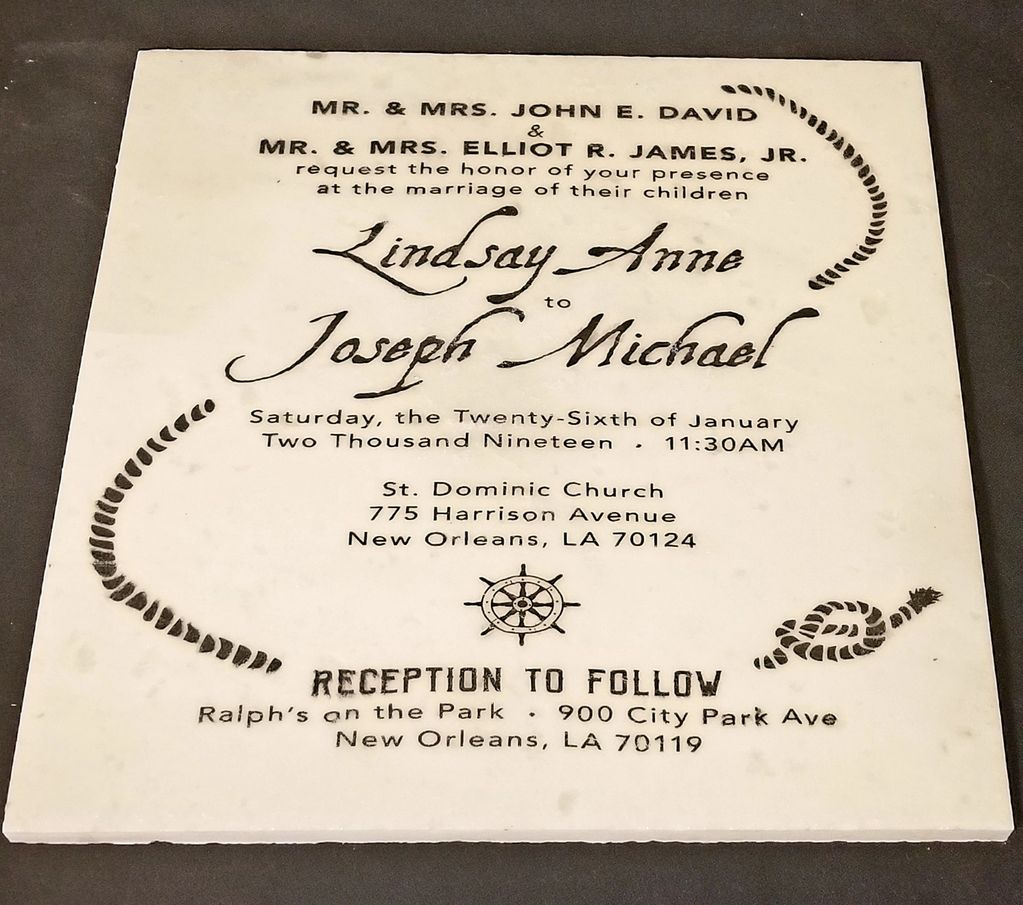 MR. & MRS. JOHN E. DAVID
&
MR. & MRS. ELLIOT R. JAMES, JR.
request the honor of your presence
at the marriage of their children
Lindsay Anne
to
Joseph Michael
Saturday, the Twenty-Sixth of January
Two Thousand Nineteen · 11:30AM
St. Dominic Church
775 Harrison Avenue
New Orleans, LA 70124
RECEPTION TO FOLLOW
Ralph's on the Park · 900 City Park Ave
New Orleans, LA 70119